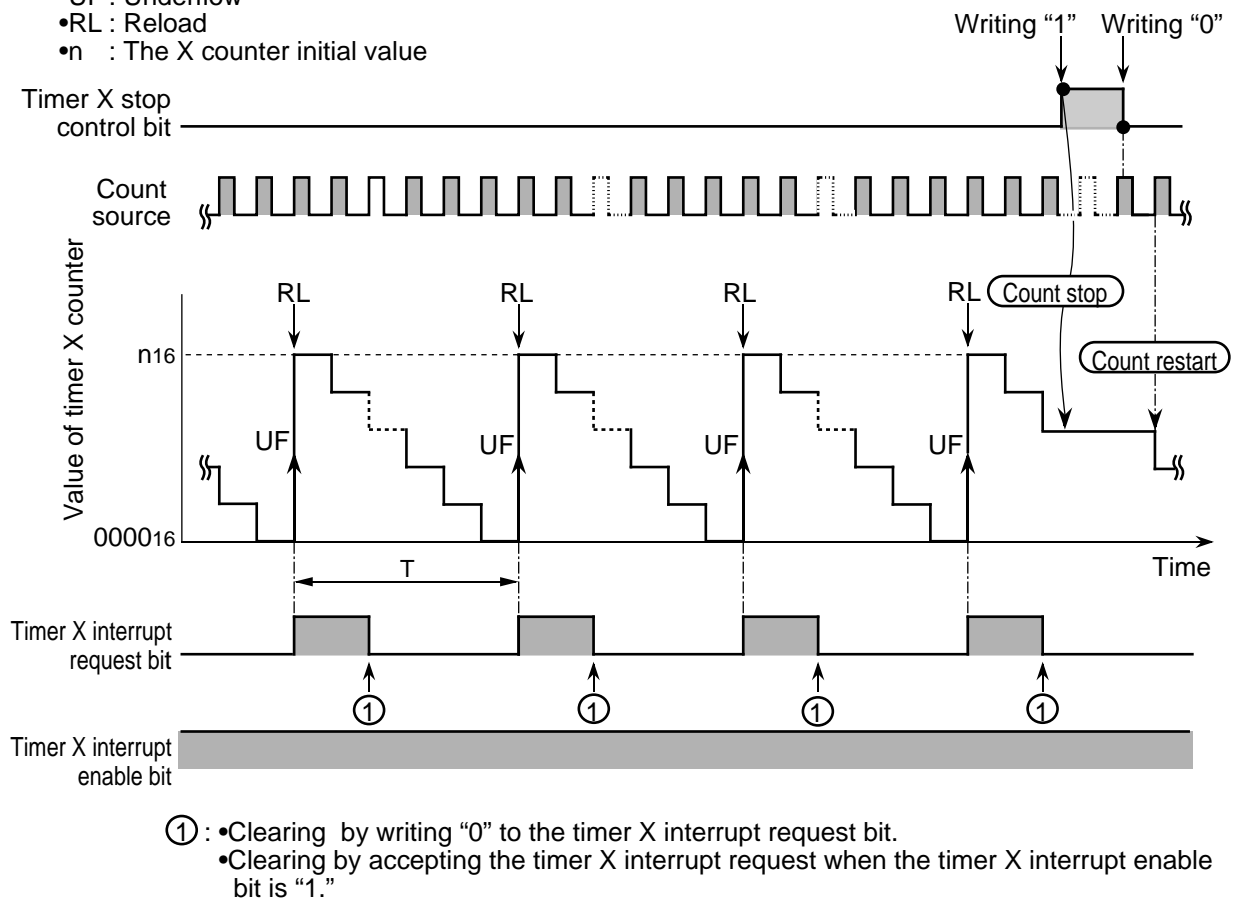 •RL : Reload
•n : The X counter initial value
Writing “1” Writing “0”
Timer X stop
control bit
Count
source
Value of timer X counter
RL RL RL RL
Count stop
n16
Count restart
UF UF UF UF
000016
T
Time
Timer X interrupt
request bit
1 1 1 1
Timer X interrupt
enable bit
1 : •Clearing by writing “0” to the timer X interrupt request bit.
•Clearing by accepting the timer X interrupt request when the timer X interrupt enable
bit is “1.”